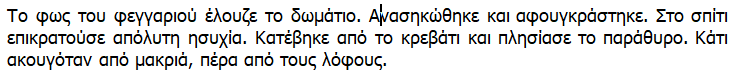 Το φως του φεγγαριού έλουζε το δωμάτιο. Ανασηκώθηκε και αφουγκράστηκε. Στο σπίτι
επικρατούσε απόλυτη ησυχία. Κατέβηκε από το κρεβάτι και πλησίασε το παράθυρο. Κάτι
ακουγόταν από μακριά, πέρα από τους λόφους.